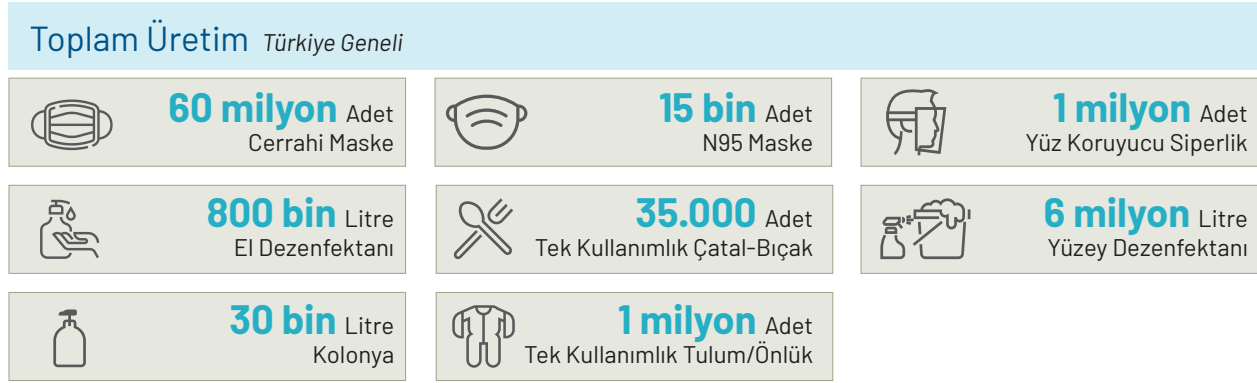 Toplam Üretim Türkiye Geneli
60 milyon Adet
Cerrahi Maske
15 bin Adet
N95 Maske
1 milyon Adet
Yüz Koruyucu Siperlik
800 bin Litre
El Dezenfektanı
35.000 Adet
Tek Kullanımlık Çatal-Bıçak
6 milyon Litre
Yüzey Dezenfektanı
30 bin Litre
Kolonya
1 milyon Adet
Tek Kullanımlık Tulum/Önlük